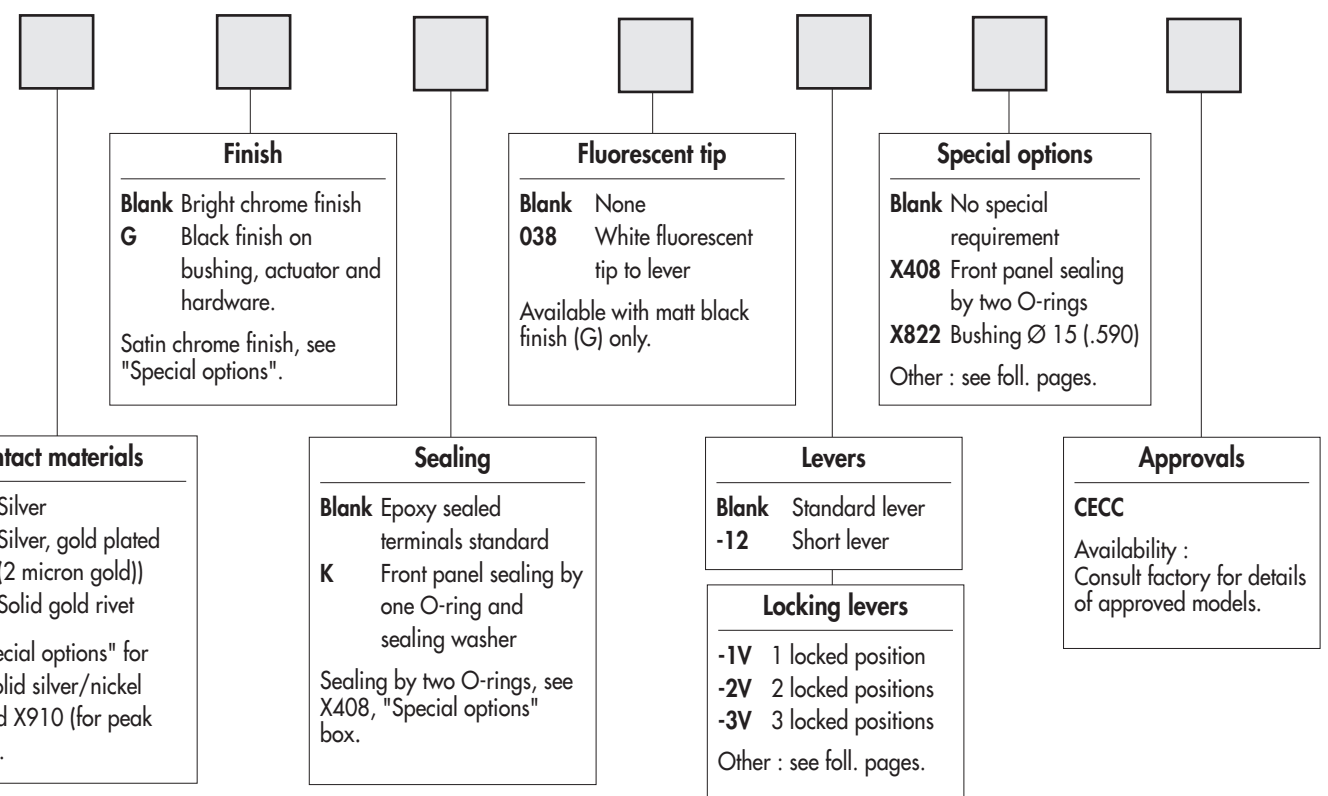 Finish
Blank Bright chrome finish
G Black finish on
bushing, actuator and
hardware.
Satin chrome finish, see
"Special options".
Fluorescent tip
Blank None
038 White fluorescent
tip to lever
Available with matt black
finish (G) only.
Special options
Blank No special
requirement
X408 Front panel sealing
by two O-rings
X822 Bushing Ø 15 (.590)
Other : see foll. pages.
materials
Silver
Silver, gold plated
(2 micron gold))
Solid gold rivet
options" for
silver/nickel
X910 (for peak
Sealing
Blank Epoxy sealed
terminals standard
K Front panel sealing by
one O-ring and
sealing washer
Sealing by two O-rings, see
X408, "Special options"
box.
Levers
Blank Standard lever
-12 Short lever
Locking levers
-1V 1 locked position
-2V 2 locked positions
-3V 3 locked positions
Other : see foll. pages.
Approvals
CECC
Availability :
Consult factory for details
of approved models.